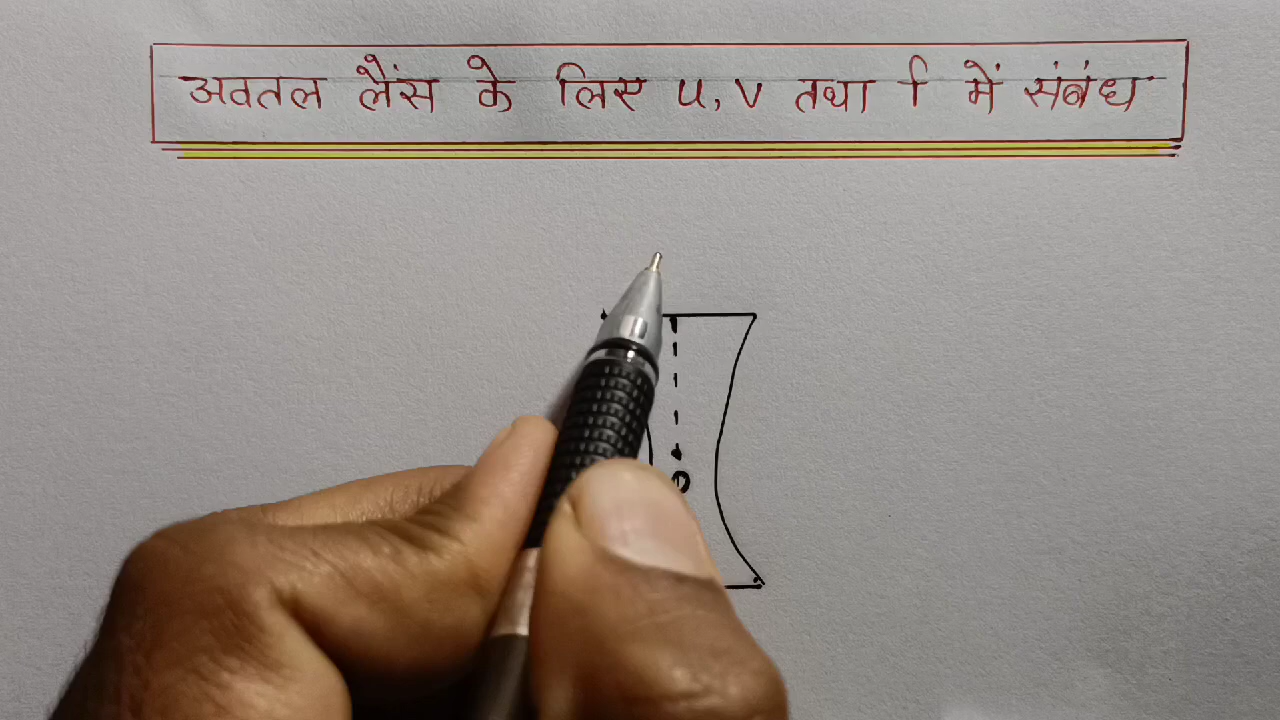 अवतल लैंस के लिए u, v तथा f में संबंध
o